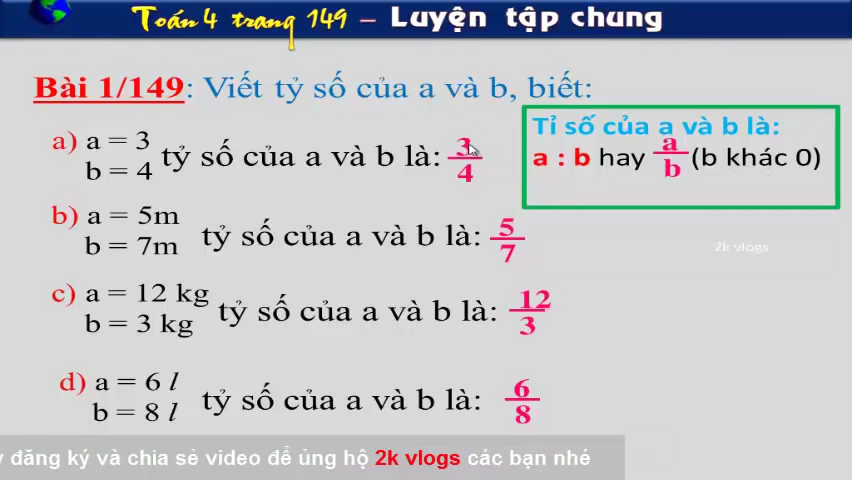 Toán 4 trang 149 – Luyện tập chung
Bài 1/149: Viết tỷ số của a và b, biết:
a) a = 3
b = 4
tỷ số của a và b là: 3/4
Tỉ số của a và b là:
a : b hay a/b (b khác 0)
b) a = 5m
b = 7m
tỷ số của a và b là: 5/7
2k vlogs
c) a = 12 kg
b = 3 kg
tỷ số của a và b là: 12/3
d) a = 6 l
b = 8 l
tỷ số của a và b là: 6/8
đăng ký và chia sẻ video để ủng hộ 2k vlogs các bạn nhé